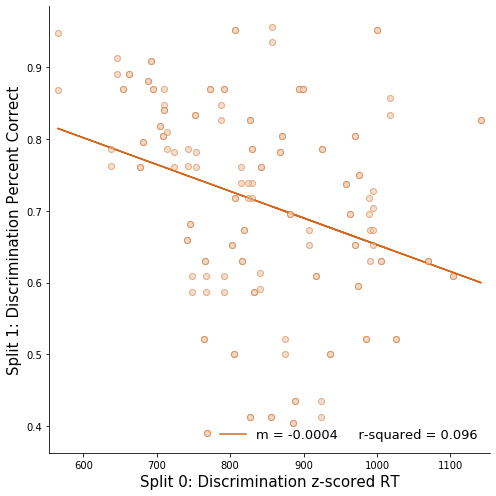 Split 1: Discrimination Percent Correct
0.9
0.8
0.7
0.6
0.5
0.4
m = -0.0004 r-squared = 0.096
600 700 800 900 1000 1100
Split 0: Discrimination z-scored RT